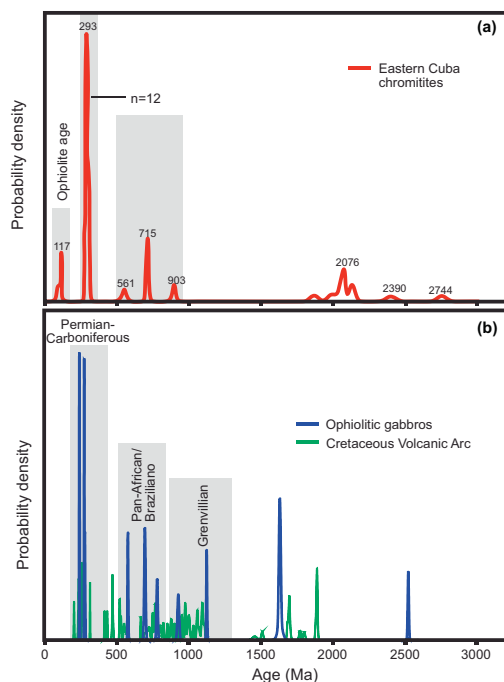 (a)
293
Eastern Cuba
chromitites
n=12
Ophiolite age
Probability density
117
561
715
903
2076
2390
2744
(b)
Permian-
Carboniferous
Ophiolitic gabbros
Cretaceous Volcanic Arc
Pan-African/
Braziliano
Grenvillian
Probability density
0 500 1000 1500 2000 2500 3000
Age (Ma)